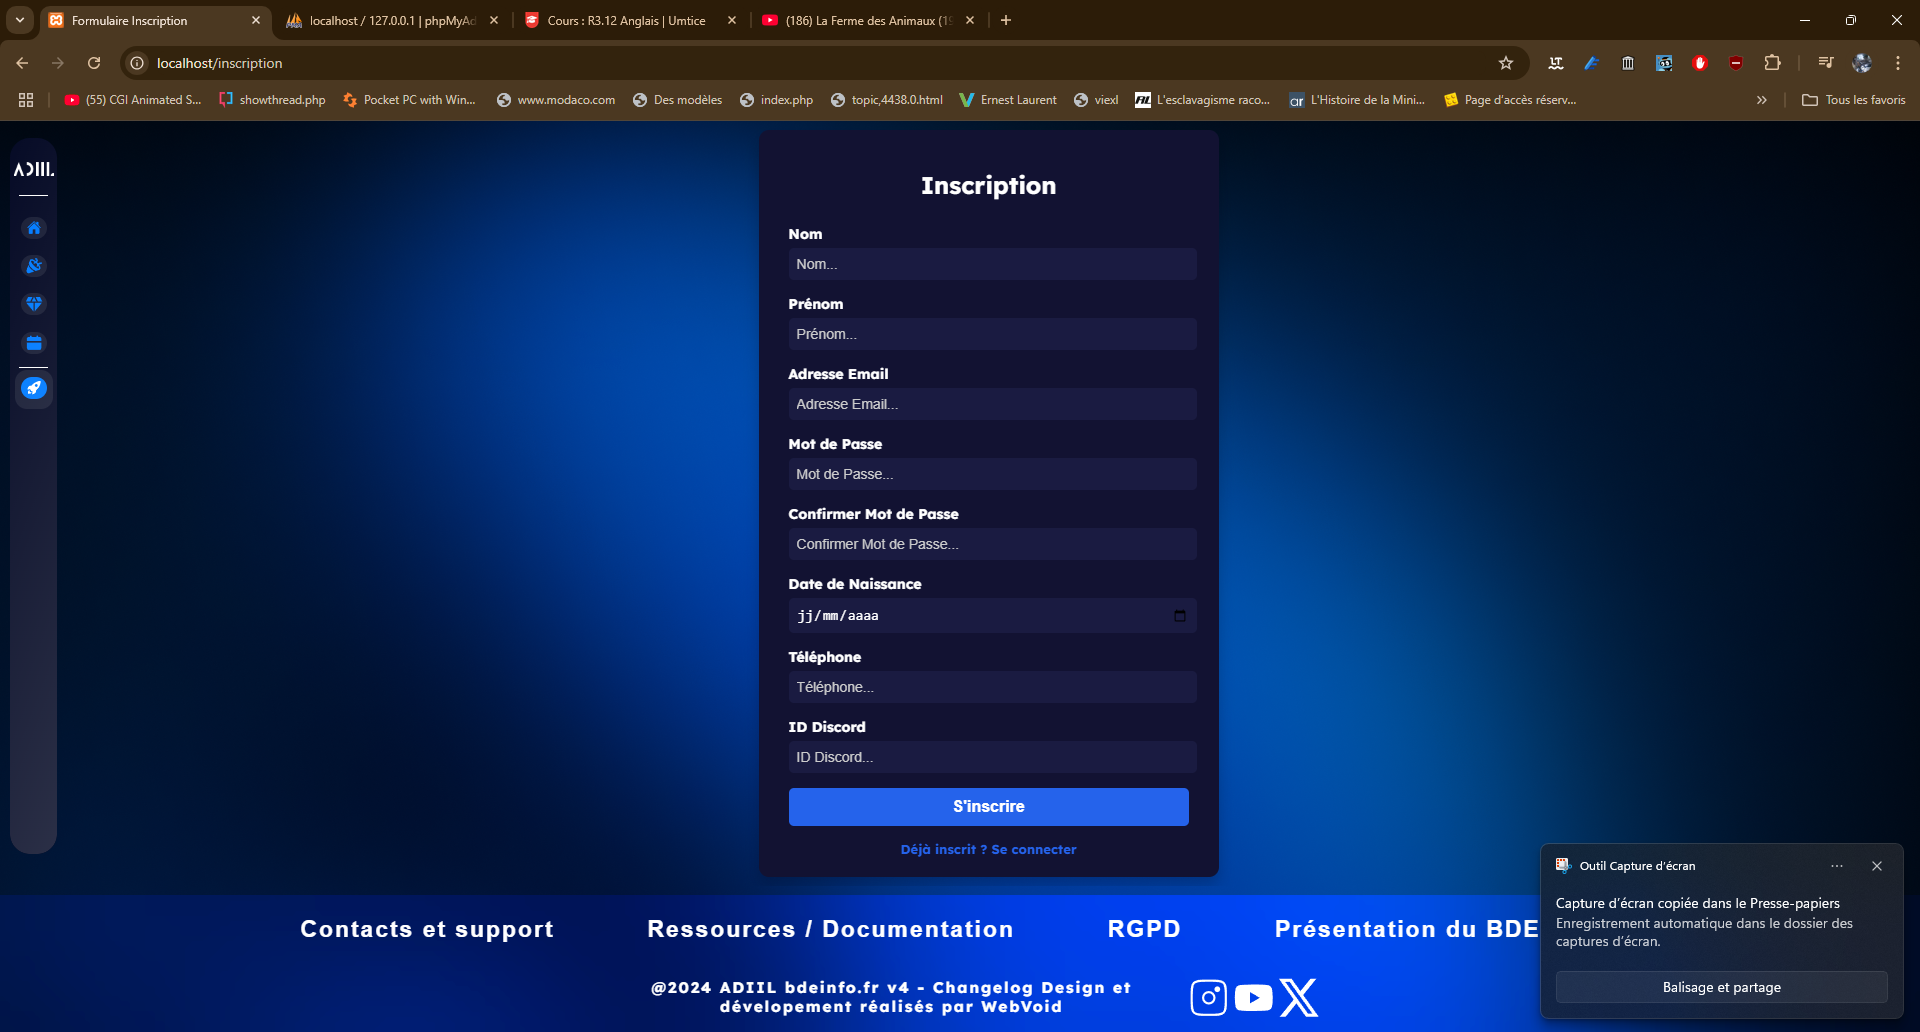 Formulaire Inscription
localhost / 127.0.0.1 | phpMyAd
Cours : R3.12 Anglais | Umtice
(186) La Ferme des Animaux (19
localhost/inscription
(55) CGI Animated S...
showthread.php
Pocket PC with Win...
www.modaco.com
Des modèles
index.php
topic,4438.0.html
Ernest Laurent
viexl
L'esclavagisme raco...
L'Histoire de la Mini...
Page d'accès réserv...
Tous les favoris
ADIIL
Inscription
Nom
Nom...
Prénom
Prénom...
Adresse Email
Adresse Email...
Mot de Passe
Mot de Passe...
Confirmer Mot de Passe
Confirmer Mot de Passe...
Date de Naissance
jj/mm/aaaa
Téléphone
Téléphone...
ID Discord
ID Discord...
S'inscrire
Déjà inscrit ? Se connecter
Contacts et support
Ressources / Documentation
RGPD
Présentation du BDE
@2024 ADIIL bdeinfo.fr v4 - Changelog Design et
dévelopement réalisés par WebVoid
Outil Capture d'écran
Capture d'écran copiée dans le Presse-papiers
Enregistrement automatique dans le dossier des
captures d'écran.
Balisage et partage